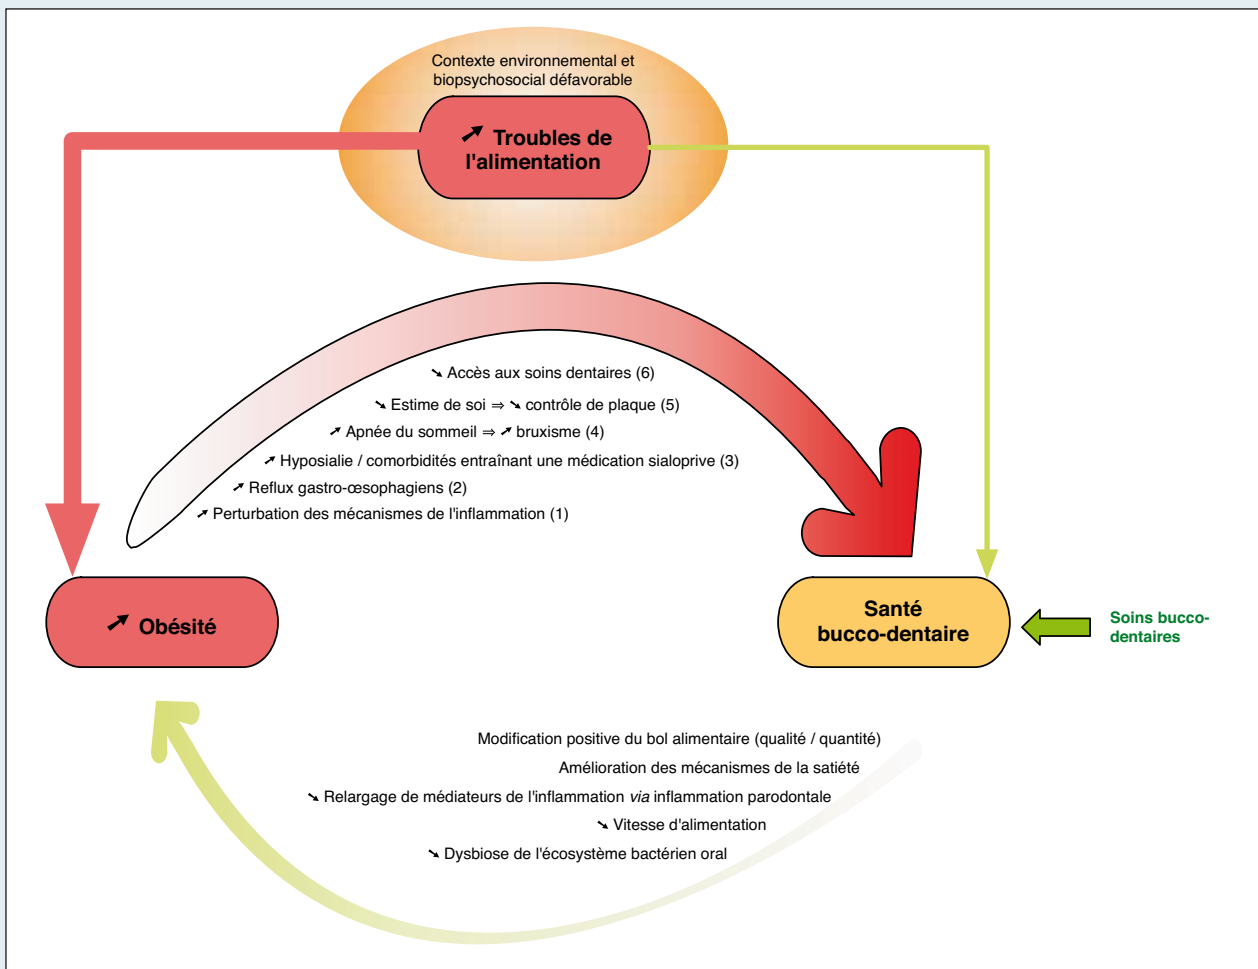 Contexte environnemental et
biopsychosocial défavorable
➚ Troubles de
l'alimentation
➘ Accès aux soins dentaires (6)
➘ Estime de soi ⇒ ➘ contrôle de plaque (5)
➚ Apnée du sommeil ⇒ ➚ bruxisme (4)
➚ Hyposialie / comorbidités entraînant une médication sialoprive (3)
➚ Reflux gastro-œsophagiens (2)
➚ Perturbation des mécanismes de l'inflammation (1)
➚ Obésité
Santé
bucco-dentaire
Soins bucco-
dentaires
Modification positive du bol alimentaire (qualité / quantité)
Amélioration des mécanismes de la satiété
➘ Relargage de médiateurs de l'inflammation via inflammation parodontale
➘ Vitesse d'alimentation
➘ Dysbiose de l'écosystème bactérien oral